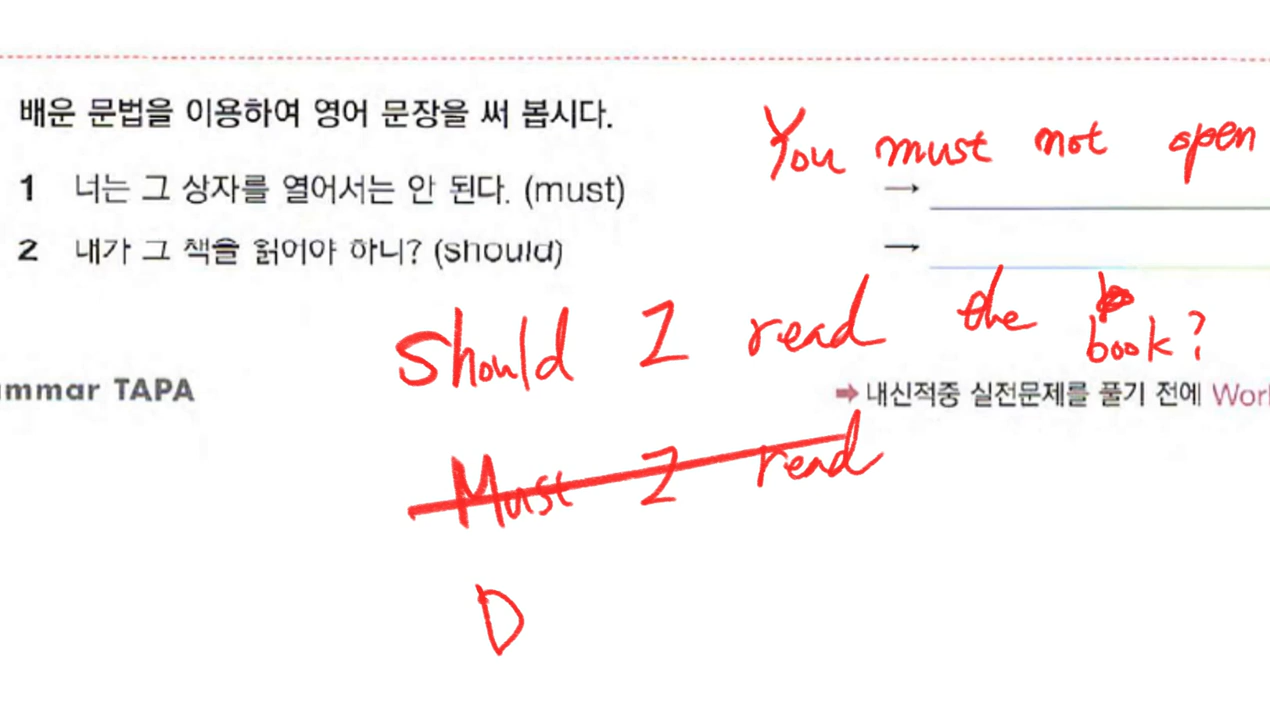 배운 문법을 이용하여 영어 문장을 써 봅시다.
You must not open
1 너는 그 상자를 열어서는 안 된다. (must) →
2 내가 그 책을 읽어야 하니? (should) →
Should I read the book?
mmar TAPA
➡ 내신적중 실전문제를 풀기 전에 Wor
Must I read
D